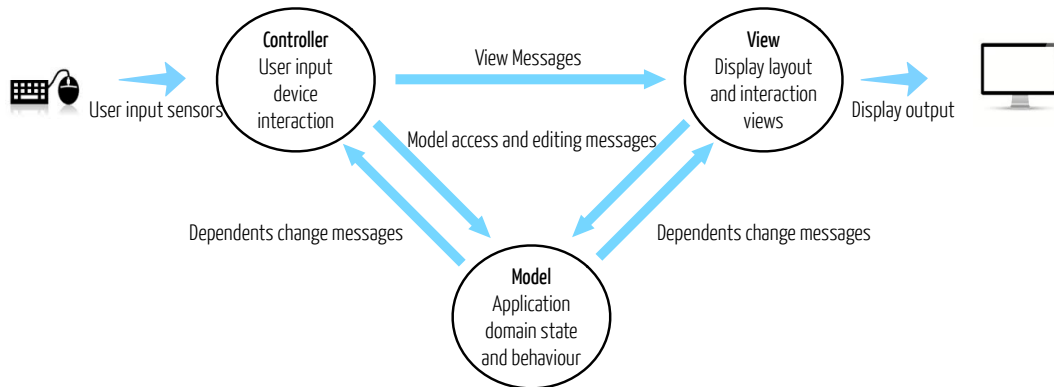 Controller
User input
device
interaction
View Messages
View
Display layout
and interaction
views
User input sensors
Display output
Model access and editing messages
Dependents change messages
Dependents change messages
Model
Application
domain state
and behaviour